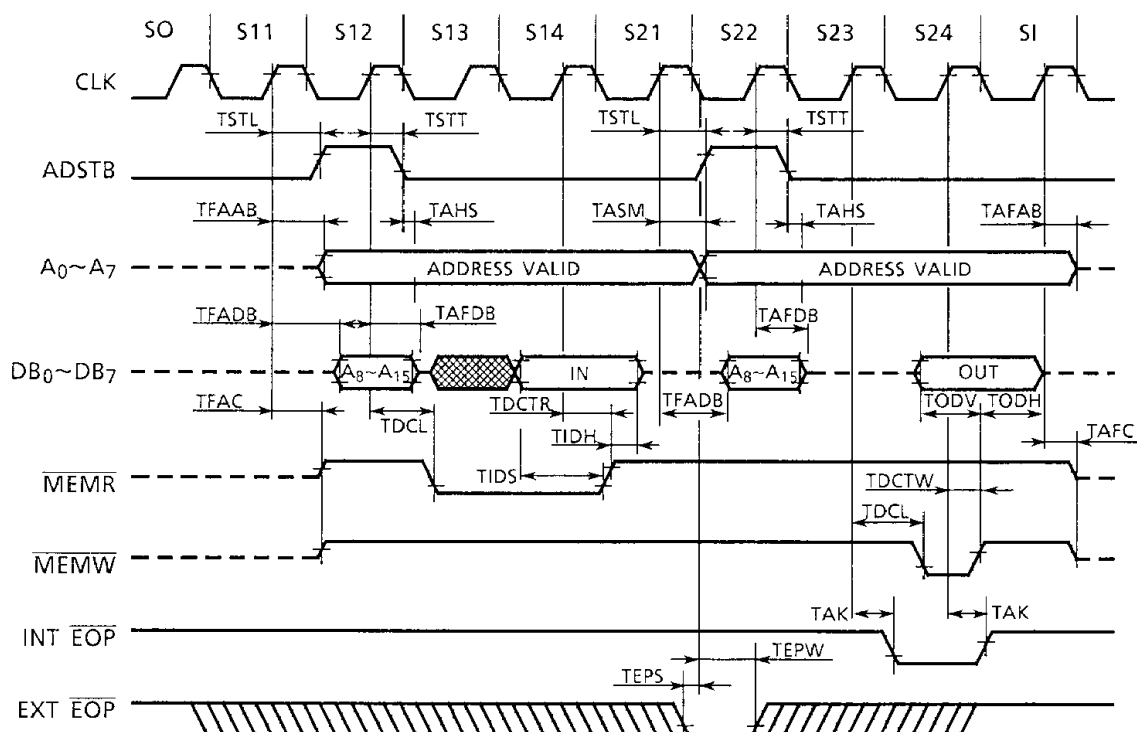 SO S11 S12 S13 S14 S21 S22 S23 S24 SI
CLK
TSTL TSTT TSTL TSTT
ADSTB
TFAAB TAHS TASM TAHS TAFAB
A0~A7 ADDRESS VALID ADDRESS VALID
TFADB TAFDB TAFDB
DB0~DB7 A8~A15 IN A8~A15 OUT
TFAC TDCL TDCTR TFADB TODV TODH
TIDH TAFC
MEMR TIDS TDCTW
TDCL
MEMW
TAK TAK
INT EOP
TEPW
TEPS
EXT EOP